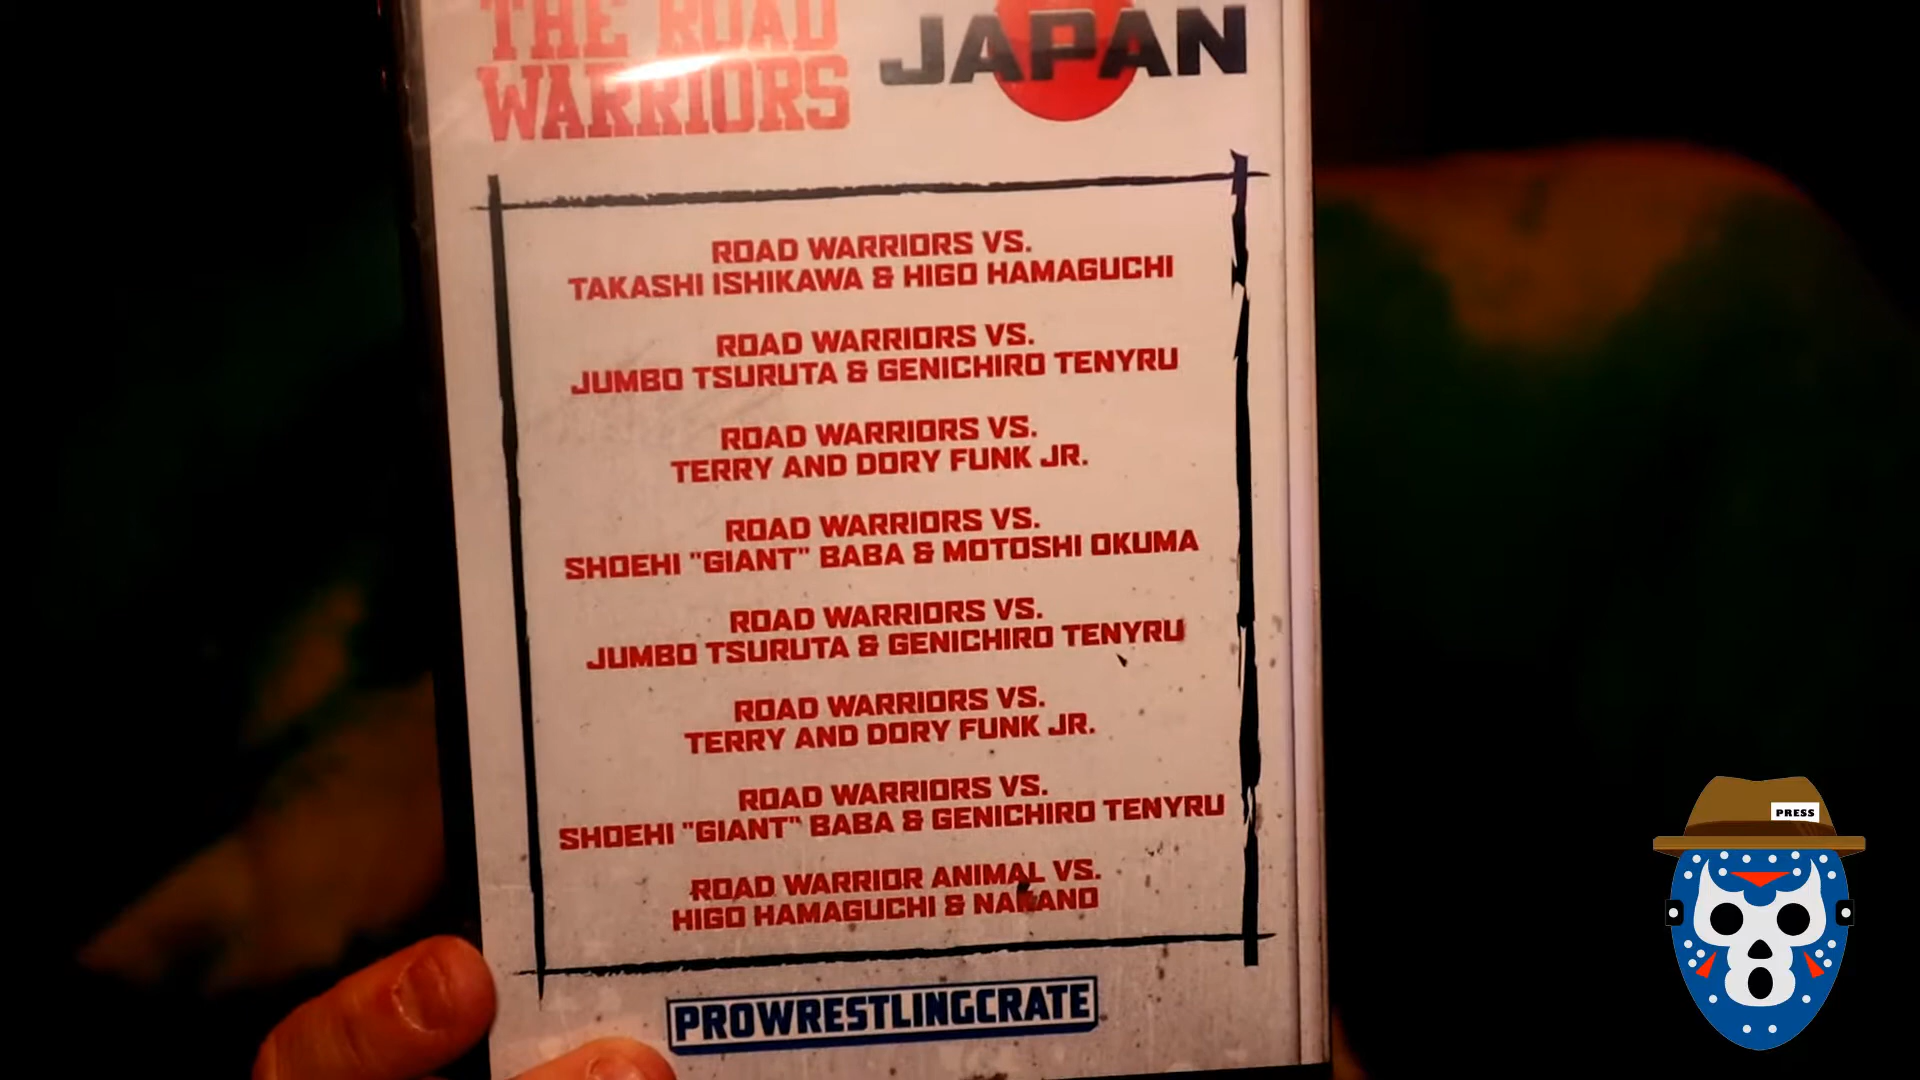 THE ROAD
WARRIORS
JAPAN
ROAD WARRIORS VS.
TAKASHI ISHIKAWA & HIGO HAMAGUCHI
ROAD WARRIORS VS.
JUMBO TSURUTA & GENICHIRO TENYRU
ROAD WARRIORS VS.
TERRY AND DORY FUNK JR.
ROAD WARRIORS VS.
SHOEHI "GIANT" BABA & MOTOSHI OKUMA
ROAD WARRIORS VS.
JUMBO TSURUTA & GENICHIRO TENYRU
ROAD WARRIORS VS.
TERRY AND DORY FUNK JR.
ROAD WARRIORS VS.
SHOEHI "GIANT" BABA & GENICHIRO TENYRU
ROAD WARRIOR ANIMAL VS.
HIGO HAMAGUCHI & NAKANO
PROWRESTLINGCRATE
PRESS